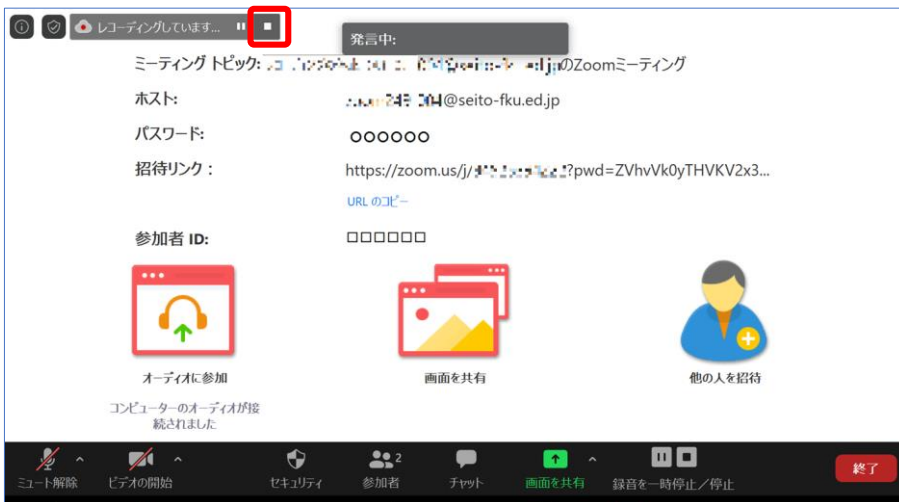 レコーディングしています...
発言中:
ミーティング トピック: のZoomミーティング
ホスト: @seito-fku.ed.jp
パスワード: oooooo
招待リンク： https://zoom.us/j/ ?pwd=ZVhvVk0yTHVKV2x3...
URL のコピー
参加者 ID: □□□□□□
オーディオに参加 画面を共有 他の人を招待
コンピューターのオーディオが接
続されました
2
ミュート解除 ビデオの開始 セキュリティ 参加者 チャット 画面を共有 録音を一時停止／停止 終了